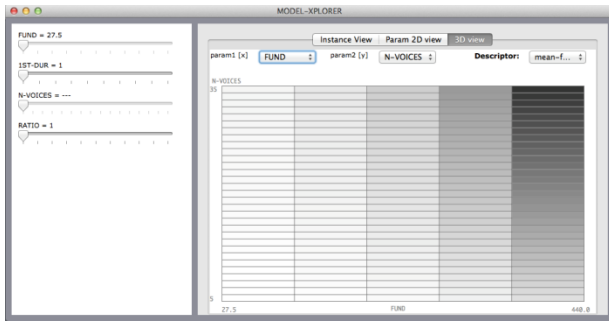 MODEL-XPLORER
FUND = 27.5
1ST-DUR = 1
N-VOICES = ---
RATIO = 1
Instance View Param 2D view 3D view
param1 [x] FUND param2 [y] N-VOICES Descriptor: mean-f...
N-VOICES
35
5
27.5 FUND 440.0